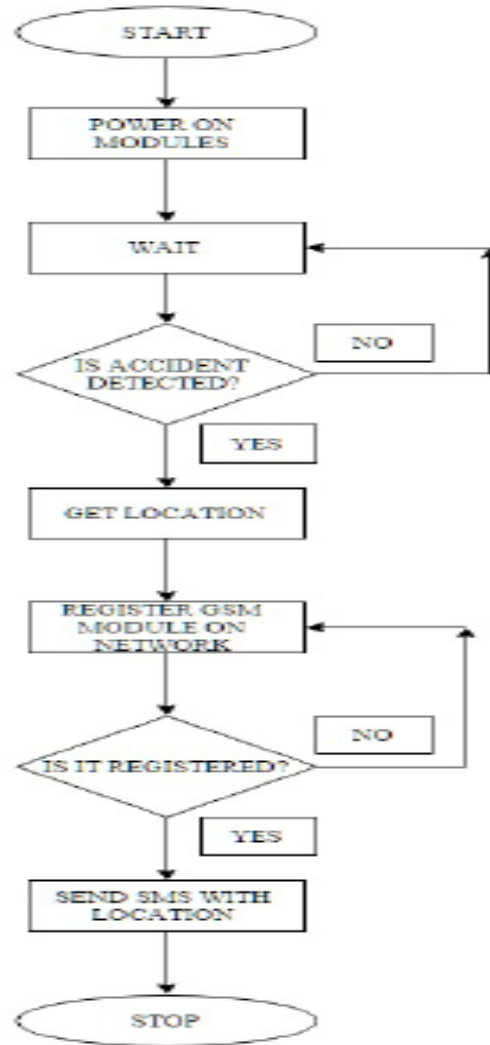 START
POWER ON
MODULES
WAIT
NO
IS ACCIDENT
DETECTED?
YES
GET LOCATION
REGISTER GSM
MODULE ON
NETWORK
NO
IS IT REGISTERED?
YES
SEND SMS WITH
LOCATION
STOP